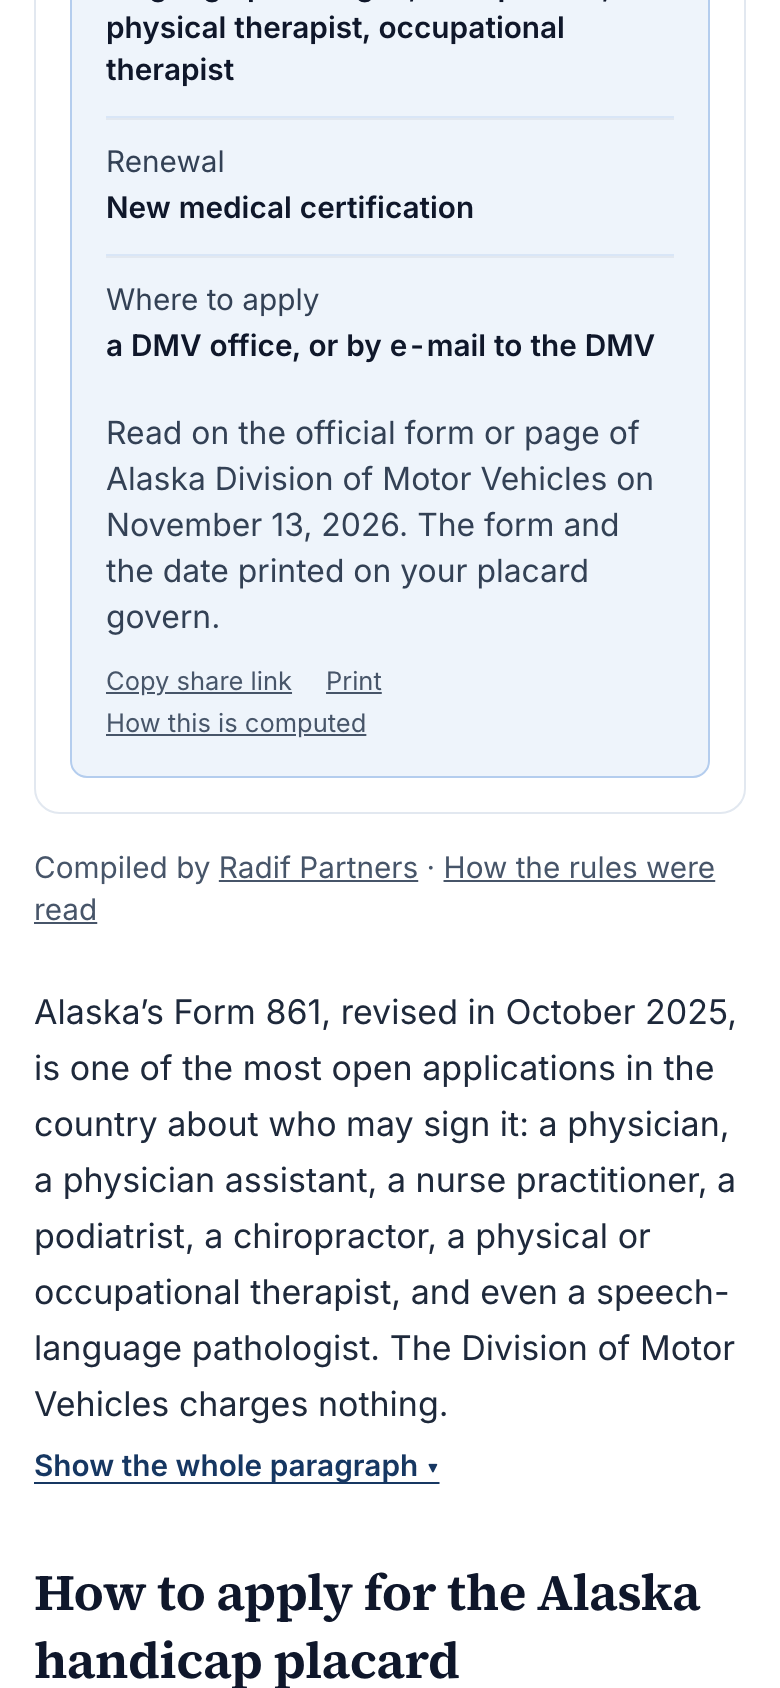 physical therapist, occupational
therapist
Renewal
New medical certification
Where to apply
a DMV office, or by e-mail to the DMV
Read on the official form or page of
Alaska Division of Motor Vehicles on
November 13, 2026. The form and
the date printed on your placard
govern.
Copy share link Print
How this is computed
Compiled by Radif Partners · How the rules were
read
Alaska’s Form 861, revised in October 2025,
is one of the most open applications in the
country about who may sign it: a physician,
a physician assistant, a nurse practitioner, a
podiatrist, a chiropractor, a physical or
occupational therapist, and even a speech-
language pathologist. The Division of Motor
Vehicles charges nothing.
Show the whole paragraph ▾
How to apply for the Alaska
handicap placard